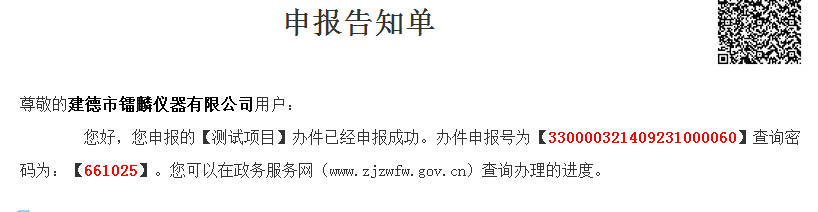 申报告知单
尊敬的建德市镭麟仪器有限公司用户：
您好，您申报的【测试项目】办件已经申报成功。办件申报号为【330000321409231000060】查询密
码为：【661025】。您可以在政务服务网（www.zjzwfw.gov.cn）查询办理的进度。